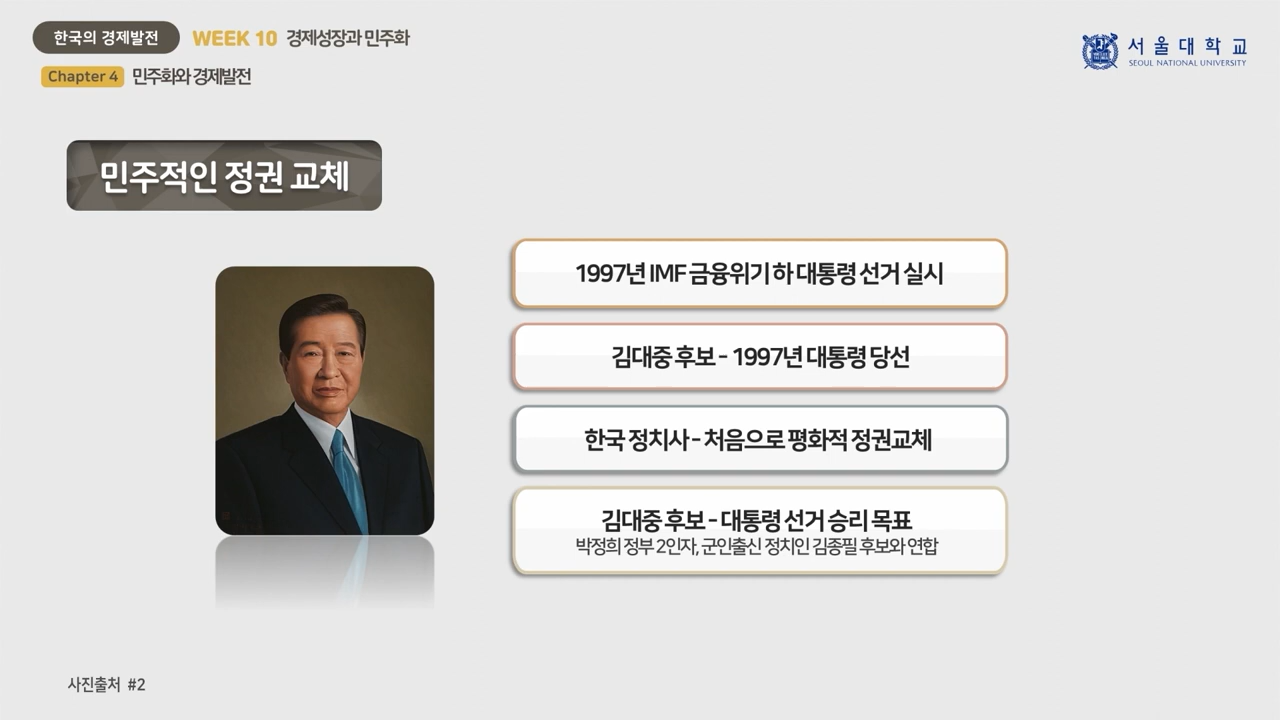 한국의 경제발전 WEEK 10 경제성장과 민주화
Chapter 4 민주화와 경제발전
서울대학교
SEOUL NATIONAL UNIVERSITY
민주적인 정권 교체
1997년 IMF 금융위기 하 대통령 선거 실시
김대중 후보 - 1997년 대통령 당선
한국 정치사 - 처음으로 평화적 정권교체
김대중 후보 - 대통령 선거 승리 목표
박정희 정부 2인자, 군인출신 정치인 김종필 후보와 연합
사진출처 #2